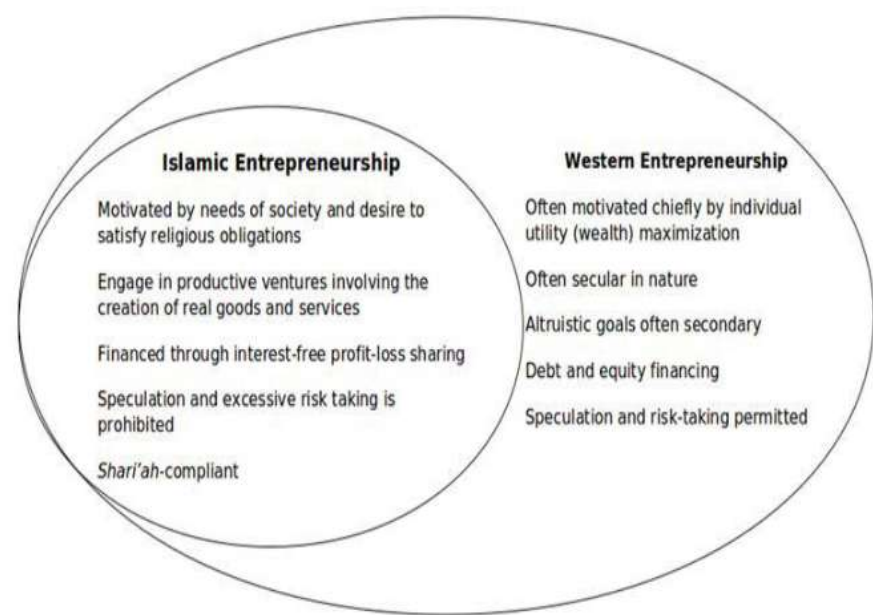 Islamic Entrepreneurship
Motivated by needs of society and desire to
satisfy religious obligations
Engage in productive ventures involving the
creation of real goods and services
Financed through interest-free profit-loss sharing
Speculation and excessive risk taking is
prohibited
Shari'ah-compliant
Western Entrepreneurship
Often motivated chiefly by individual
utility (wealth) maximization
Often secular in nature
Altruistic goals often secondary
Debt and equity financing
Speculation and risk-taking permitted